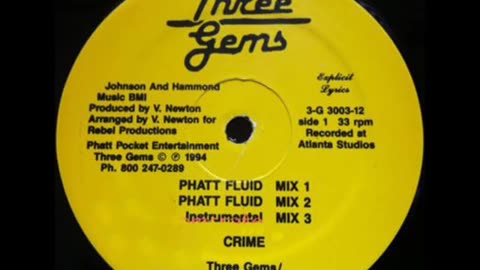 Three
Gems
Johnson And Hammond
Music BMI
Produced by V. Newton
Arranged by V. Newton for
Rebel Productions
Phatt Pocket Entertainment
Three Gems © ℗ 1994
Ph. 800 247-0289
Explicit
Lyrics
3-G 3003-12
side 1 33 rpm
Recorded at
Atlanta Studios
PHATT FLUID MIX 1
PHATT FLUID MIX 2
Instrumental MIX 3
CRIME
Three Gems/